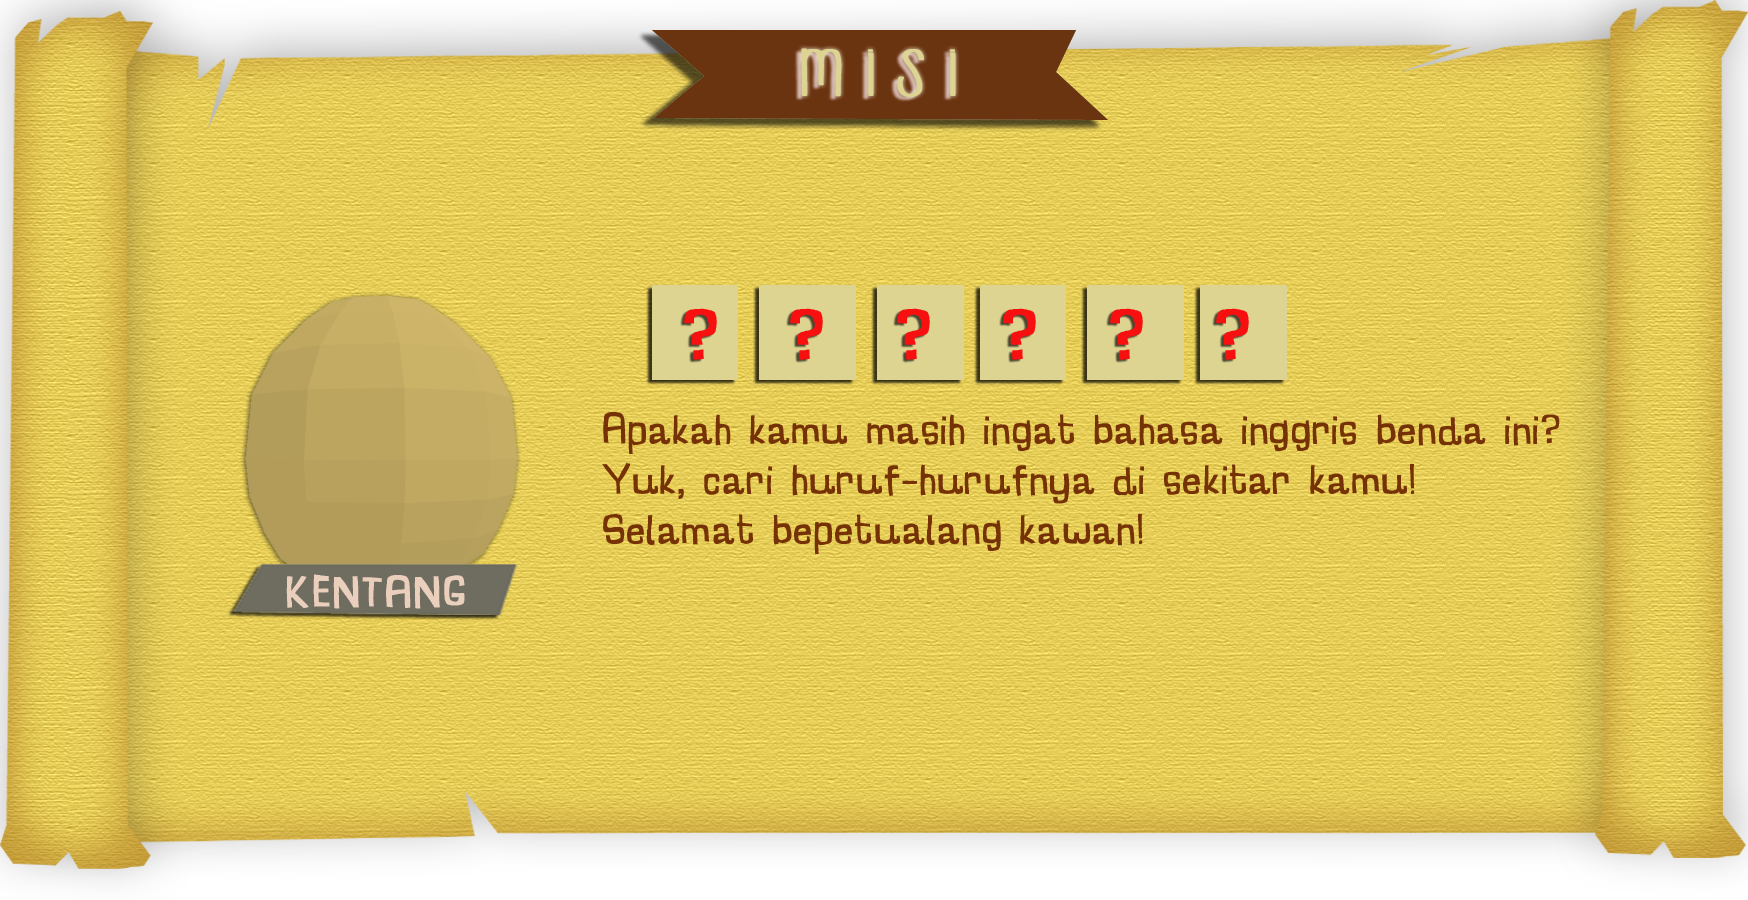 MISI
? ? ? ? ? ?
Apakah kamu masih ingat bahasa inggris benda ini?
Yuk, cari huruf-hurufnya di sekitar kamu!
Selamat bepetualang kawan!
KENTANG